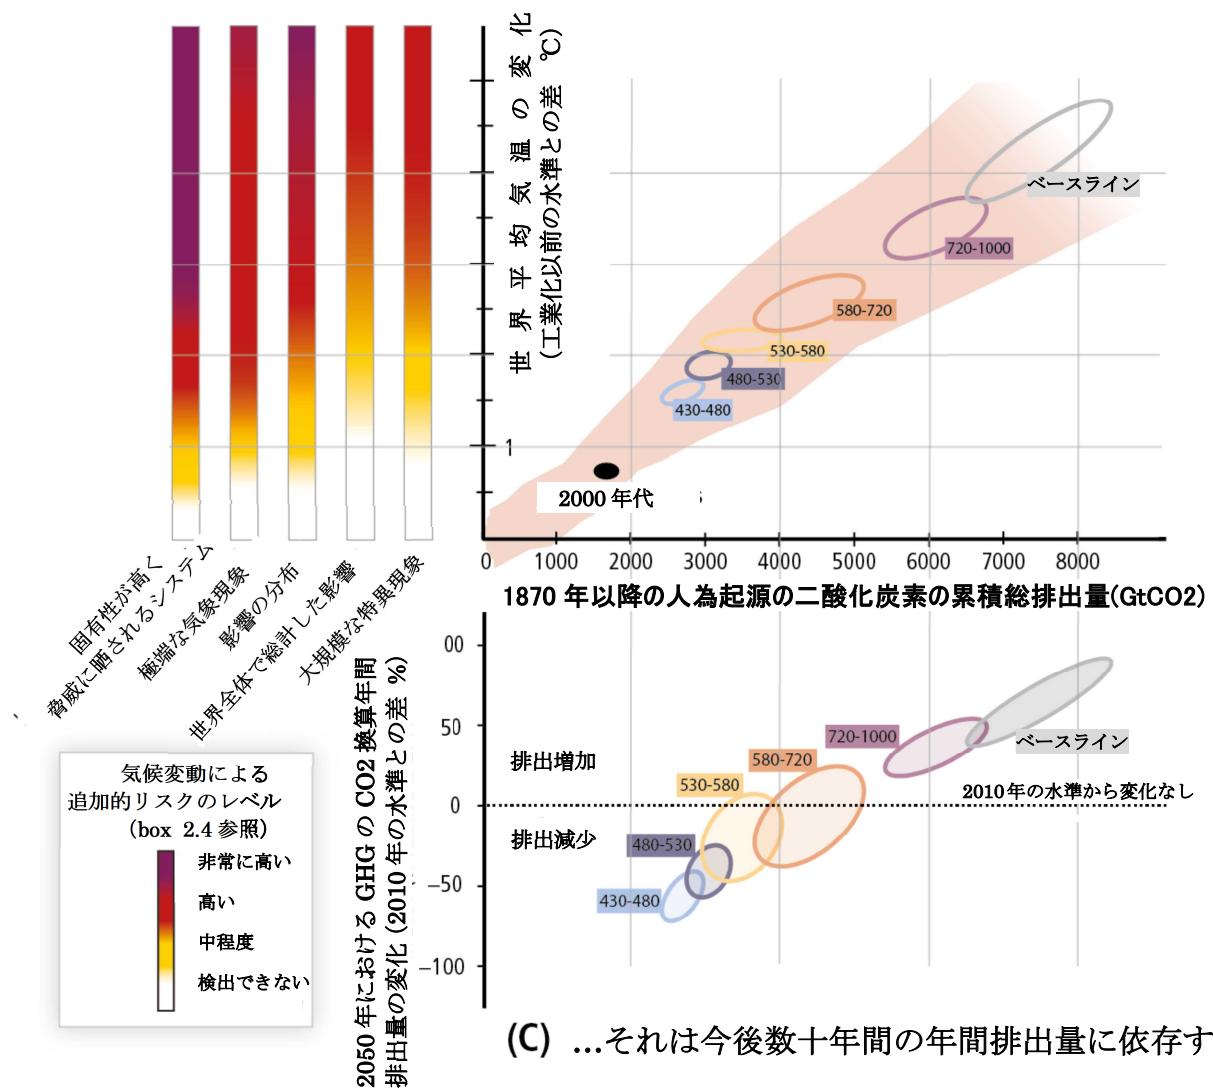 世界平均気温の変化
(工業化以前の水準との差 ℃)
1
ベースライン
720-1000
580-720
530-580
480-530
430-480
2000 年代
0 1000 2000 3000 4000 5000 6000 7000 8000
1870 年以降の人為起源の二酸化炭素の累積総排出量(GtCO2)
固有性が高く
脅威に晒されるシステム
極端な気象現象
影響の分布
世界全体で総計した影響
大規模な特異現象
気候変動による
追加的リスクのレベル
(box 2.4 参照)
非常に高い
高い
中程度
検出できない
2050 年における GHG の CO2 換算年間
排出量の変化 (2010 年の水準との差 %)
00
50
0
−50
−100
排出増加
排出減少
ベースライン
720-1000
580-720
530-580
480-530
430-480
2010年の水準から変化なし
(C) …それは今後数十年間の年間排出量に依存す